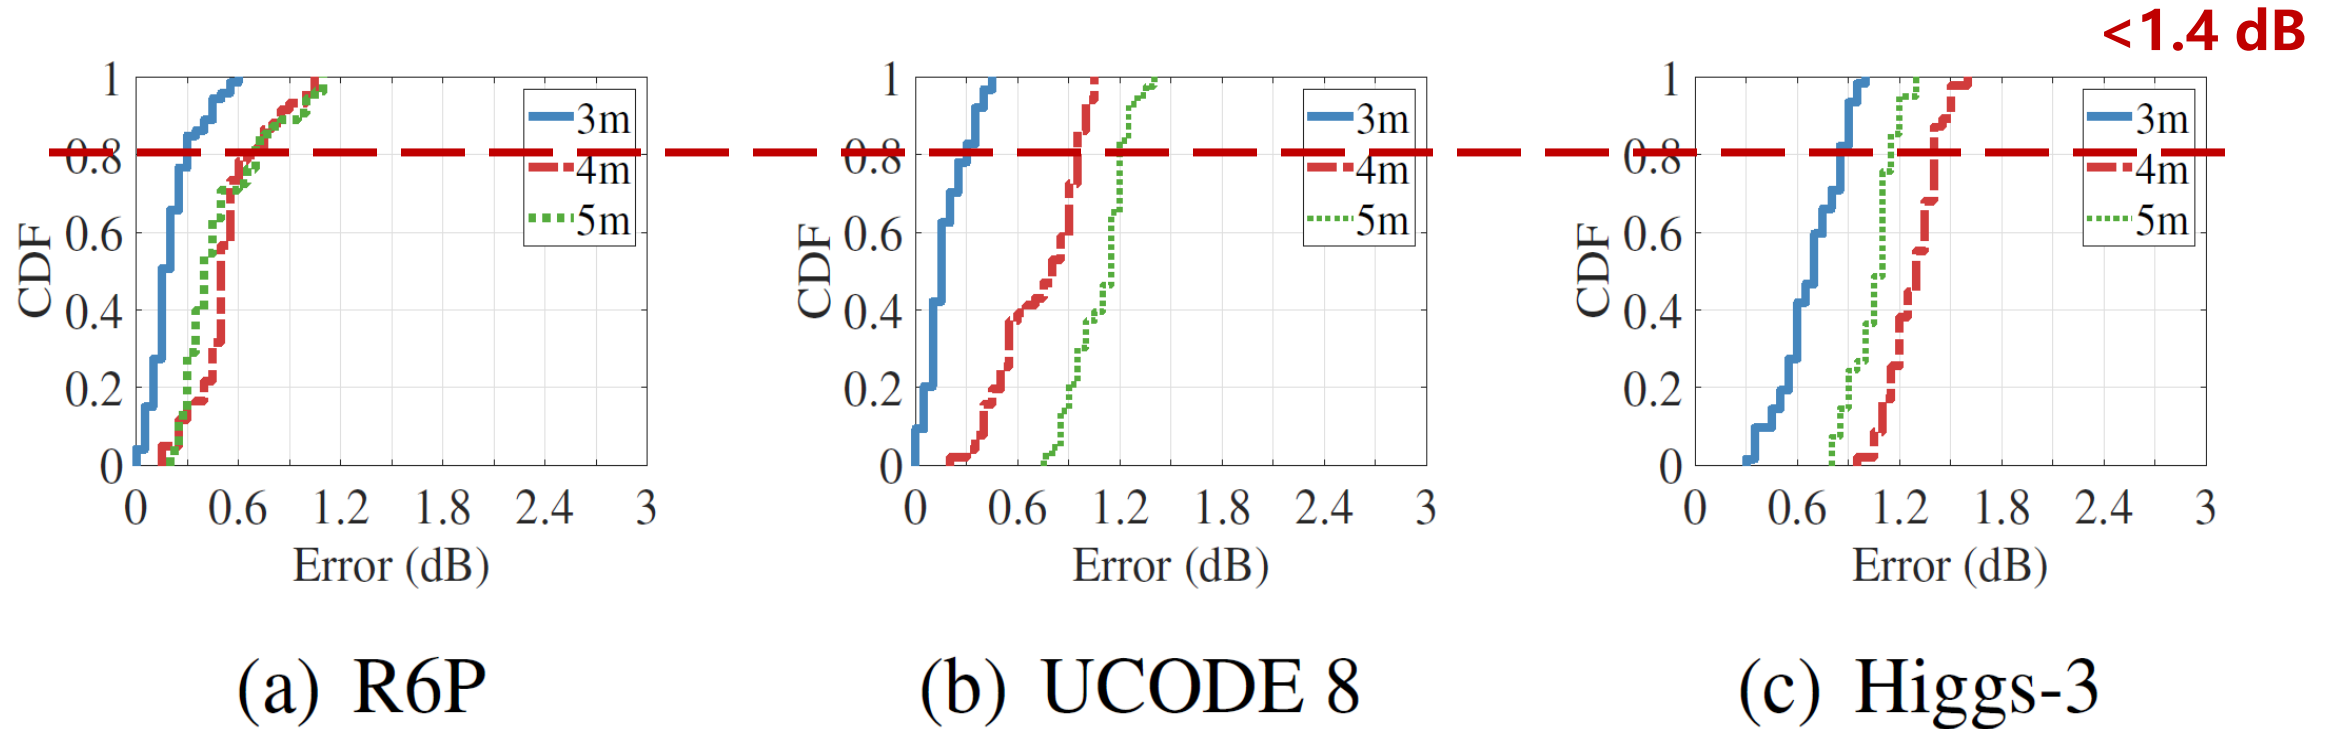 <1.4 dB
1
0.8
0.6
0.4
0.2
0
CDF
3m
4m
5m
0 0.6 1.2 1.8 2.4 3
Error (dB)
(a) R6P
1
0.8
0.6
0.4
0.2
0
CDF
3m
4m
5m
0 0.6 1.2 1.8 2.4 3
Error (dB)
(b) UCODE 8
1
0.8
0.6
0.4
0.2
0
CDF
3m
4m
5m
0 0.6 1.2 1.8 2.4 3
Error (dB)
(c) Higgs-3